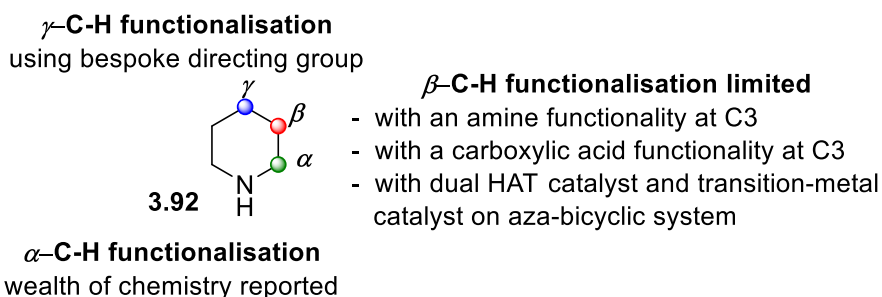 γ–C-H functionalisation
using bespoke directing group
γ
β
α
N
H
3.92
β–C-H functionalisation limited
- with an amine functionality at C3
- with a carboxylic acid functionality at C3
- with dual HAT catalyst and transition-metal
catalyst on aza-bicyclic system
α–C-H functionalisation
wealth of chemistry reported